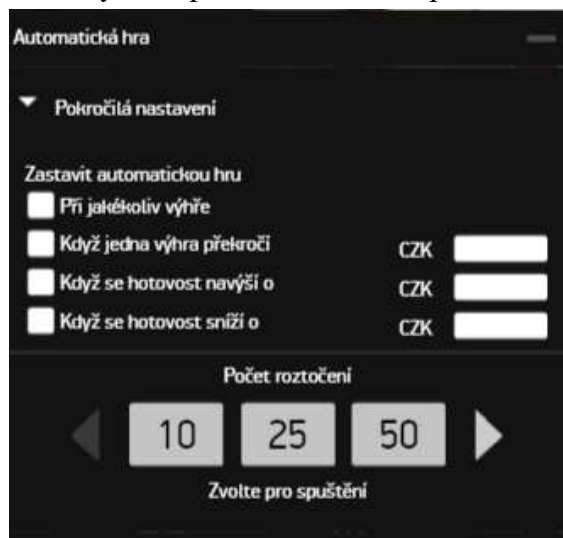 Automatická hra
Pokročilá nastavení
Zastavit automatickou hru
Při jakékoliv výhře
Když jedna výhra překročí CZK
Když se hotovost navýší o CZK
Když se hotovost sníží o CZK
Počet roztočení
10 25 50
Zvolte pro spuštění